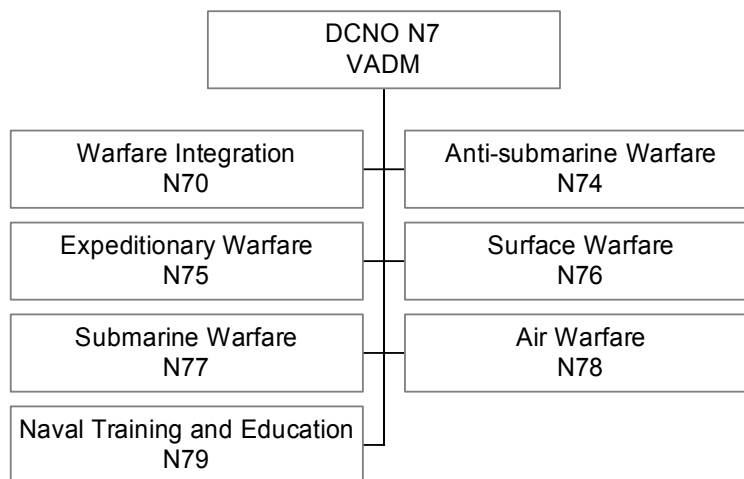 DCNO N7
VADM
Warfare Integration
N70
Anti-submarine Warfare
N74
Expeditionary Warfare
N75
Surface Warfare
N76
Submarine Warfare
N77
Air Warfare
N78
Naval Training and Education
N79